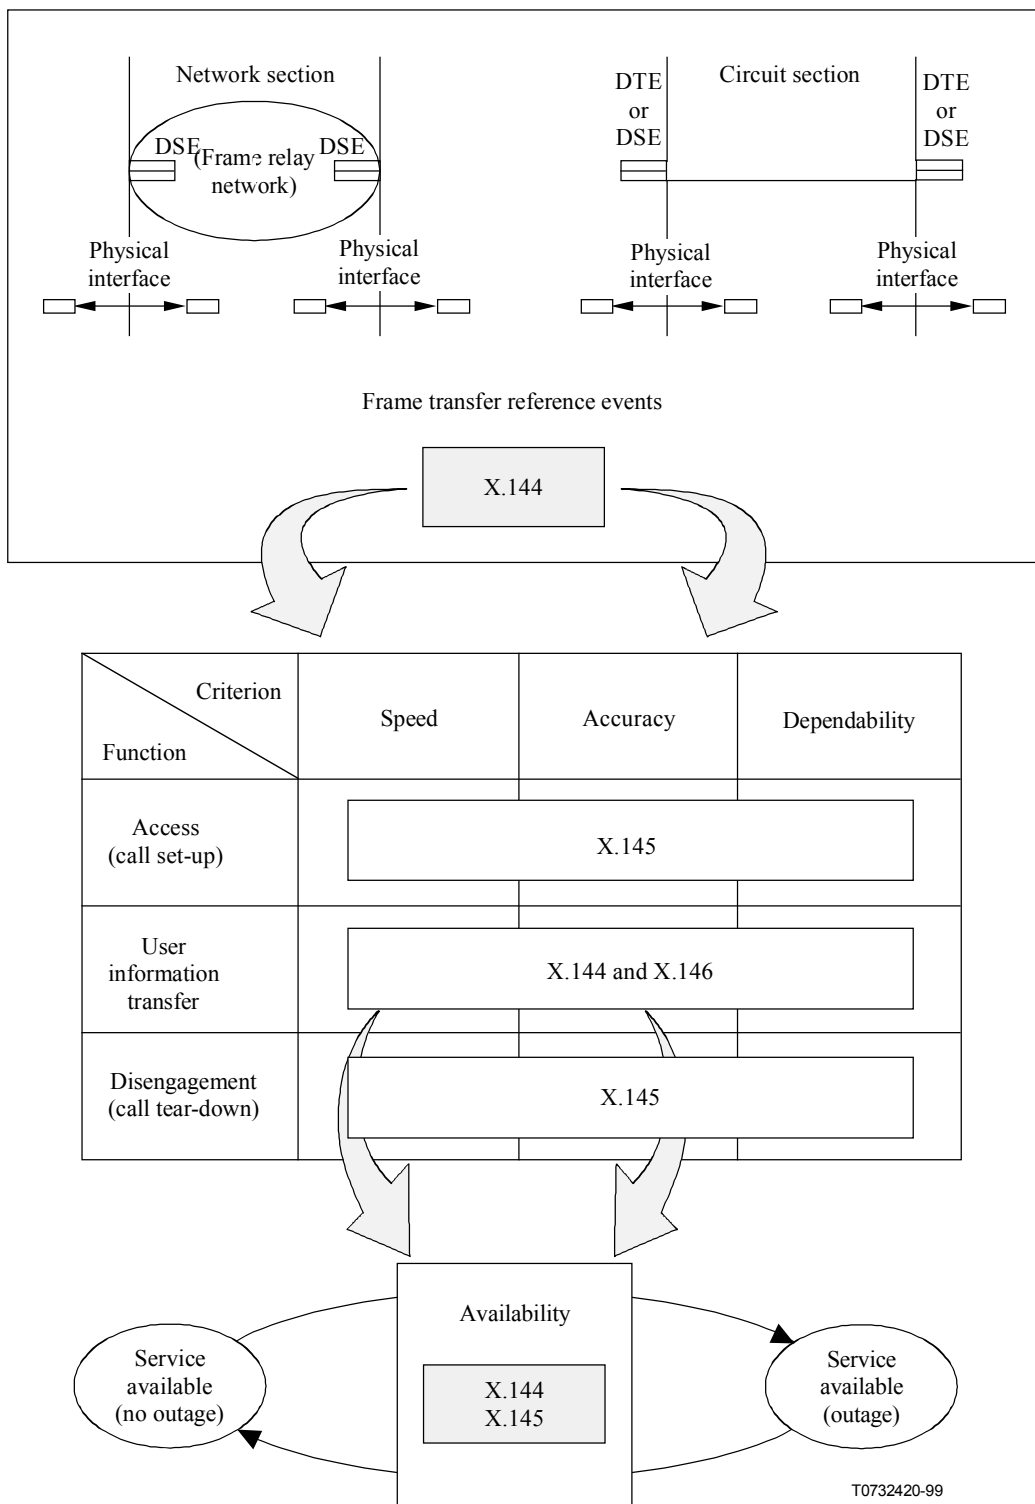 Network section
Circuit section
DSE
DSE
(Frame relay
network)
DTE
or
DSE
DTE
or
DSE
Physical
interface
Physical
interface
Physical
interface
Physical
interface
Frame transfer reference events
X.144
Criterion
Function
Speed
Accuracy
Dependability
Access
(call set-up)
X.145
User
information
transfer
X.144 and X.146
Disengagement
(call tear-down)
X.145
Availability
X.144
X.145
Service
available
(no outage)
Service
available
(outage)
T0732420-99